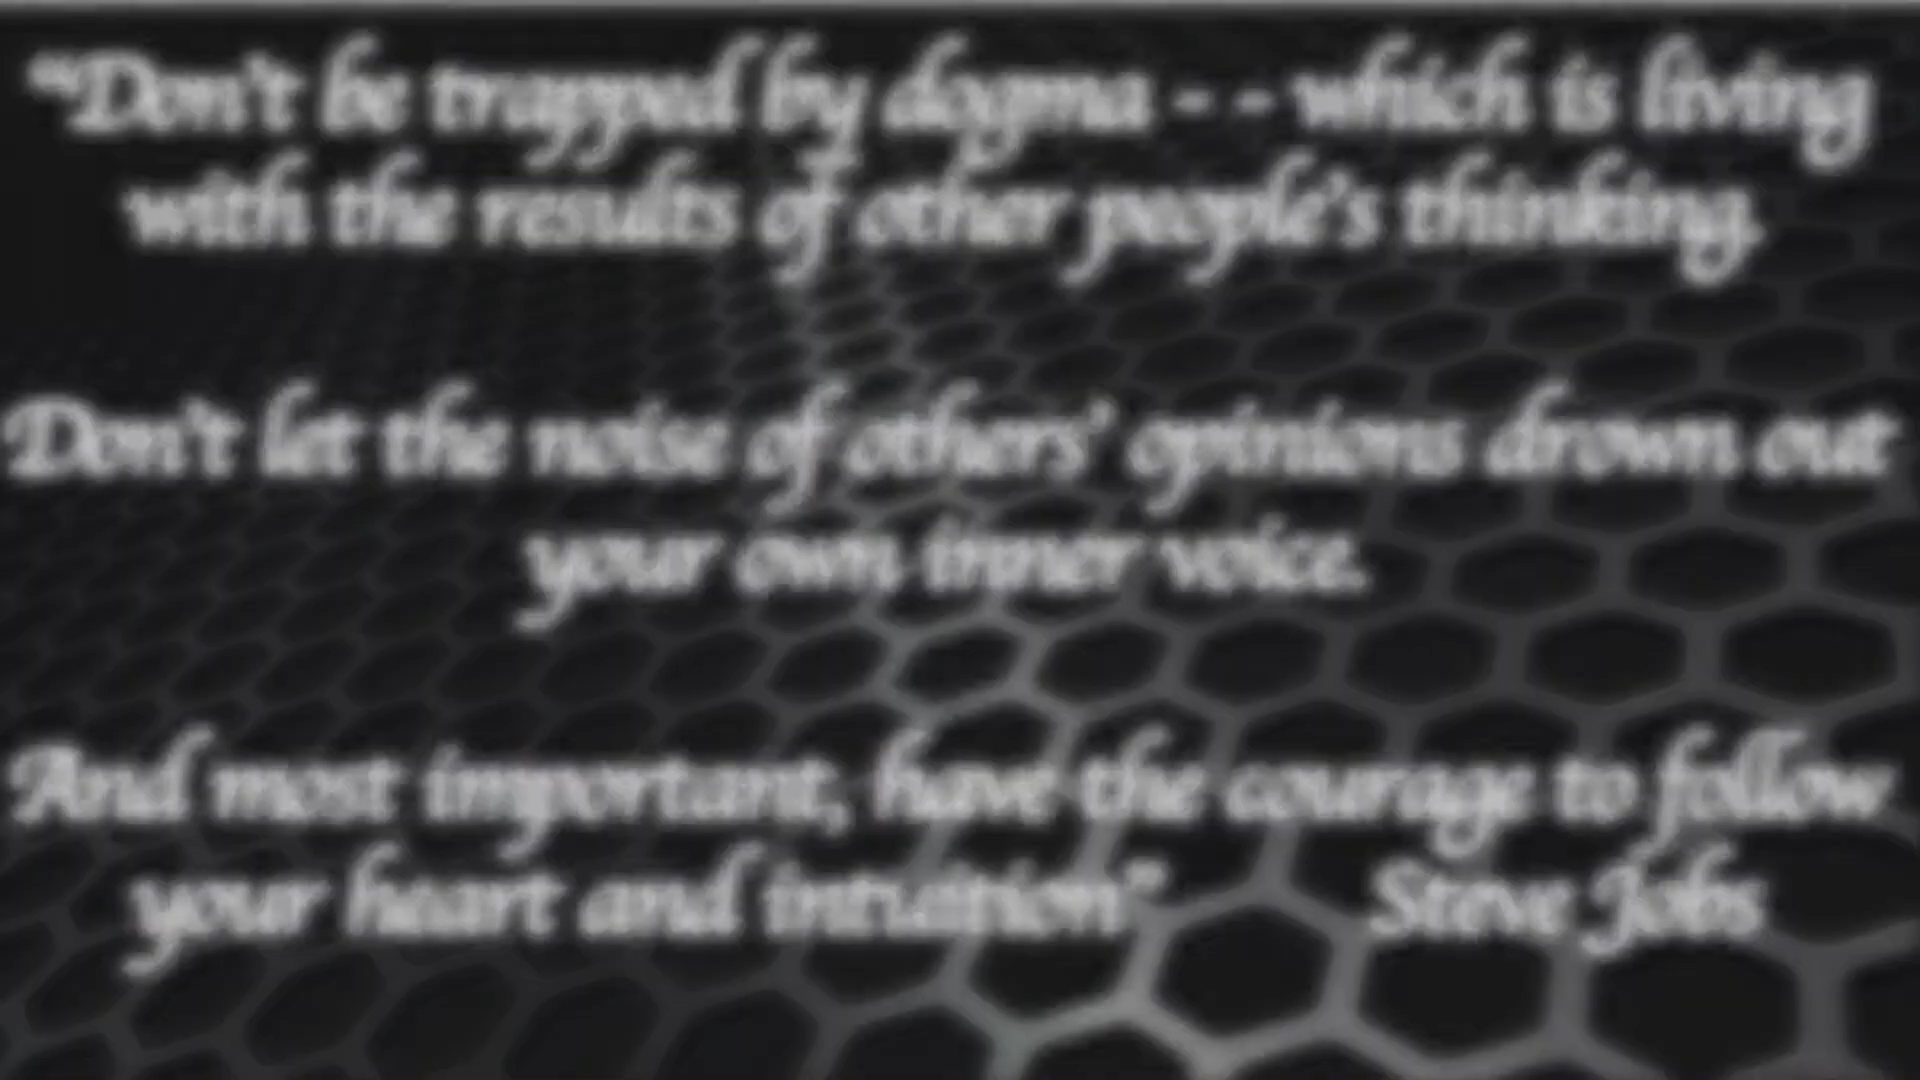 “Don't be trapped by dogma - - which is living
with the results of other people's thinking.
Don't let the noise of others' opinions drown out
your own inner voice.
And most important, have the courage to follow
your heart and intuition” Steve Jobs